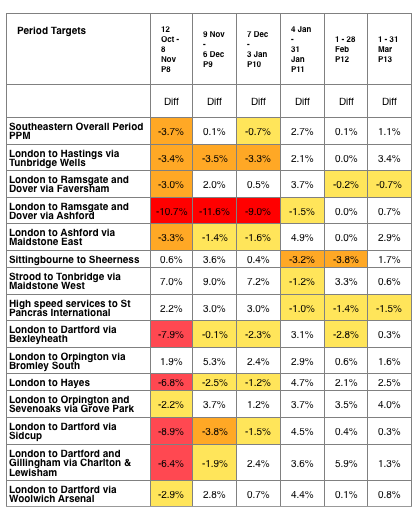 Period Targets 12 Oct - 8 Nov P8 9 Nov - 6 Dec P9 7 Dec - 3 Jan P10 4 Jan - 31 Jan P11 1 - 28 Feb P12 1 - 31 Mar P13
Diff Diff Diff Diff Diff Diff
Southeastern Overall Period PPM -3.7% 0.1% -0.7% 2.7% 0.1% 1.1%
London to Hastings via Tunbridge Wells -3.4% -3.5% -3.3% 2.1% 0.0% 3.4%
London to Ramsgate and Dover via Faversham -3.0% 2.0% 0.5% 3.7% -0.2% -0.7%
London to Ramsgate and Dover via Ashford -10.7% -11.6% -9.0% -1.5% 0.0% 0.7%
London to Ashford via Maidstone East -3.3% -1.4% -1.6% 4.9% 0.0% 2.9%
Sittingbourne to Sheerness 0.6% 3.6% 0.4% -3.2% -3.8% 1.7%
Strood to Tonbridge via Maidstone West 7.0% 9.0% 7.2% -1.2% 3.3% 0.6%
High speed services to St Pancras International 2.2% 3.0% 3.0% -1.0% -1.4% -1.5%
London to Dartford via Bexleyheath -7.9% -0.1% -2.3% 3.1% -2.8% 0.3%
London to Orpington via Bromley South 1.9% 5.3% 2.4% 2.9% 0.6% 1.6%
London to Hayes -6.8% -2.5% -1.2% 4.7% 2.1% 2.5%
London to Orpington and Sevenoaks via Grove Park -2.2% 3.7% 1.2% 3.7% 3.5% 4.0%
London to Dartford via Sidcup -8.9% -3.8% -1.5% 4.5% 0.4% 0.3%
London to Dartford and Gillingham via Charlton & Lewisham -6.4% -1.9% 2.4% 3.6% 5.9% 1.3%
London to Dartford via Woolwich Arsenal -2.9% 2.8% 0.7% 4.4% 0.1% 0.8%